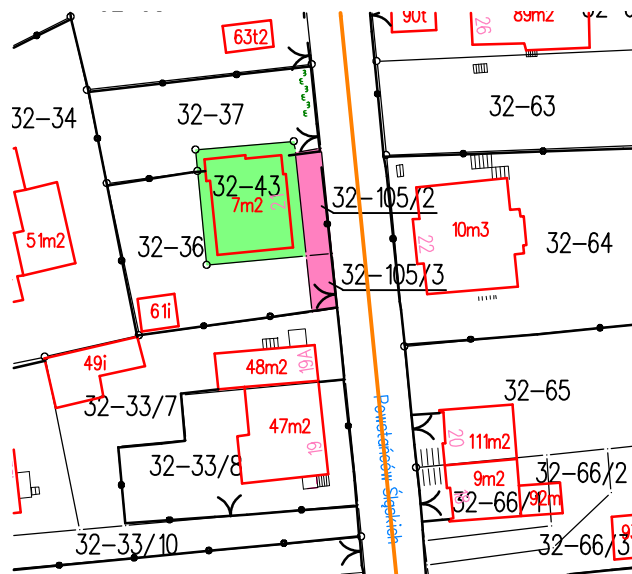 90t
26
89m2
63t2
32-34
32-37
32-63
32-43
7m2
32-105/2
51m2
32-36
22
10m3
32-64
32-105/3
61i
49i
48m2
19A
32-33/7
32-65
47m2
19
Powstańców Śląskich
20
111m2
32-33/8
9m2
32-66/2
32-66/1
92m
32-33/10
32-66/3